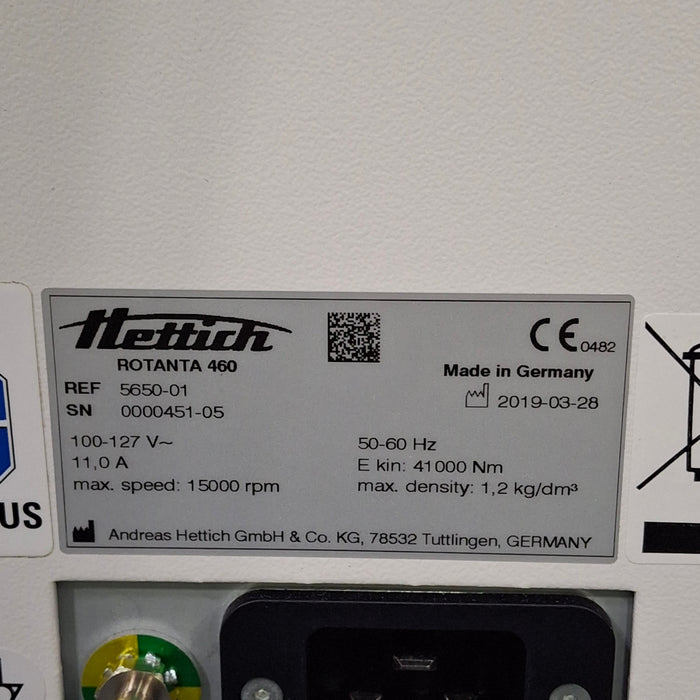 Hettich
ROTANTA 460
REF 5650-01
SN 0000451-05
CE 0482
Made in Germany
2019-03-28
100-127 V~
11,0 A
max. speed: 15000 rpm
50-60 Hz
E kin: 41000 Nm
max. density: 1,2 kg/dm³
Andreas Hettich GmbH & Co. KG, 78532 Tuttlingen, GERMANY
US